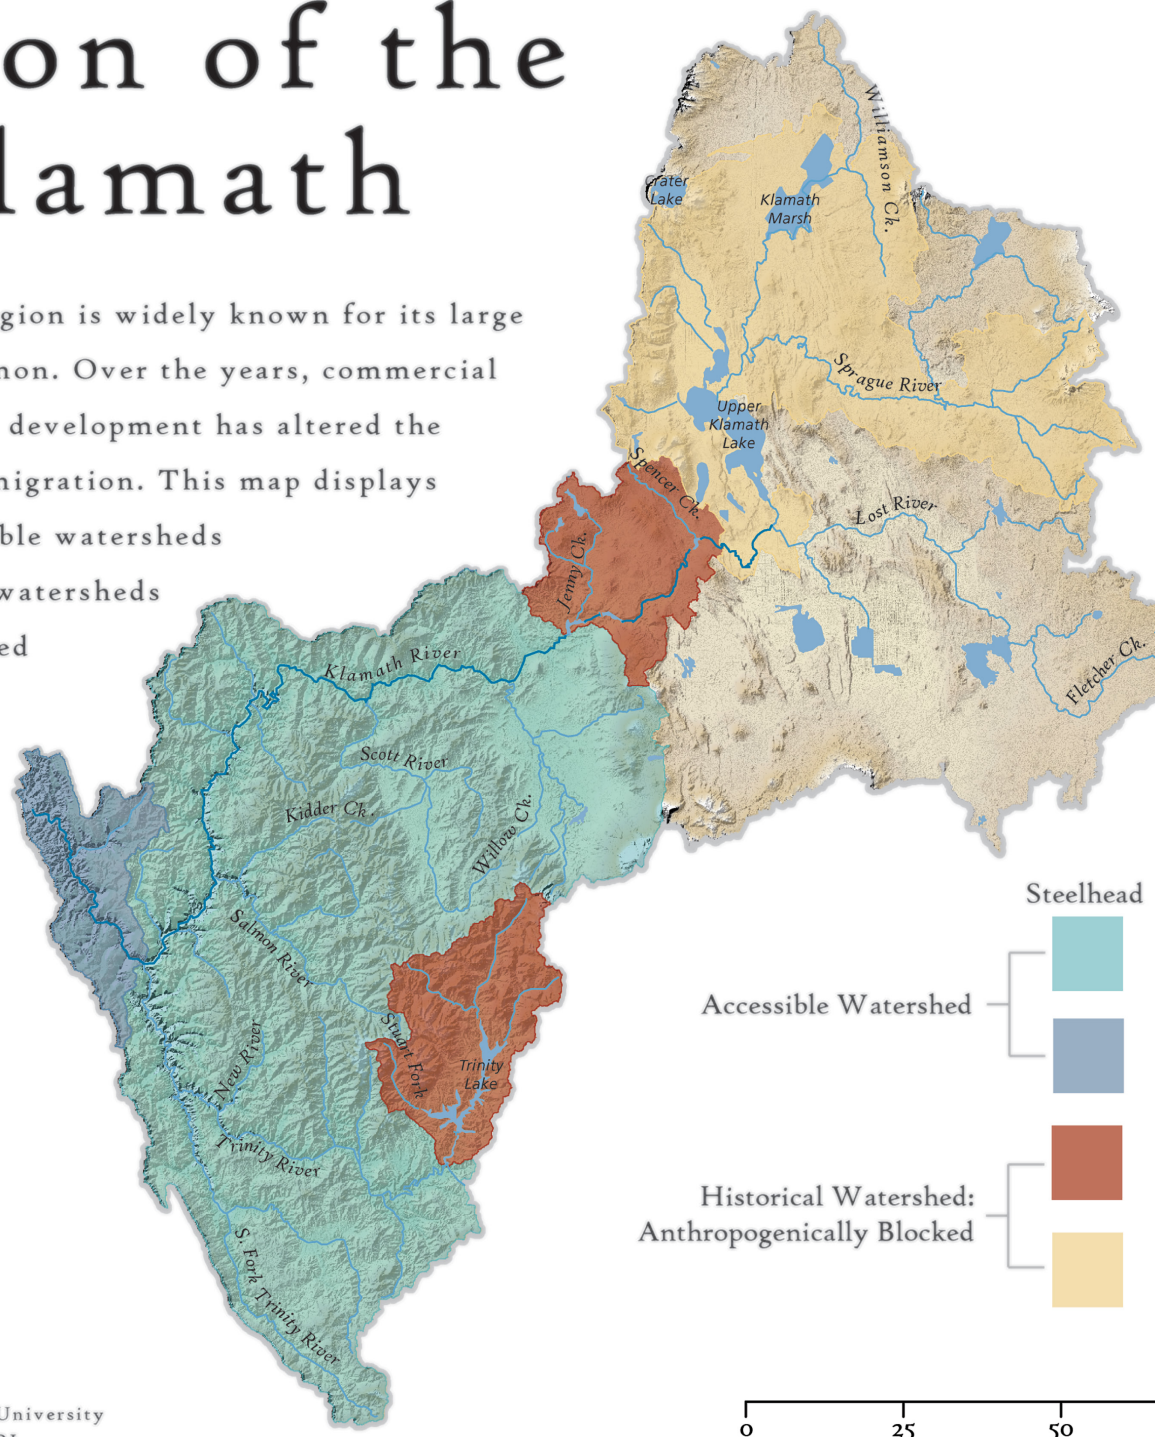 on of the
lamath
gion is widely known for its large
non. Over the years, commercial
development has altered the
nigration. This map displays
ble watersheds
watersheds
ed
Williamson Ck.
Crater
Lake
Klamath
Marsh
Sprague River
Upper
Klamath
Lake
Spencer Ck.
Lost River
Jenny Ck.
Fletcher Ck.
Klamath River
Scott River
Kidder Ck.
Willow Ck.
Salmon River
Stuart Fork
New River
Trinity
Lake
Trinity River
S. Fork Trinity River
Steelhead
Accessible Watershed
Historical Watershed:
Anthropogenically Blocked
University
0 25 50